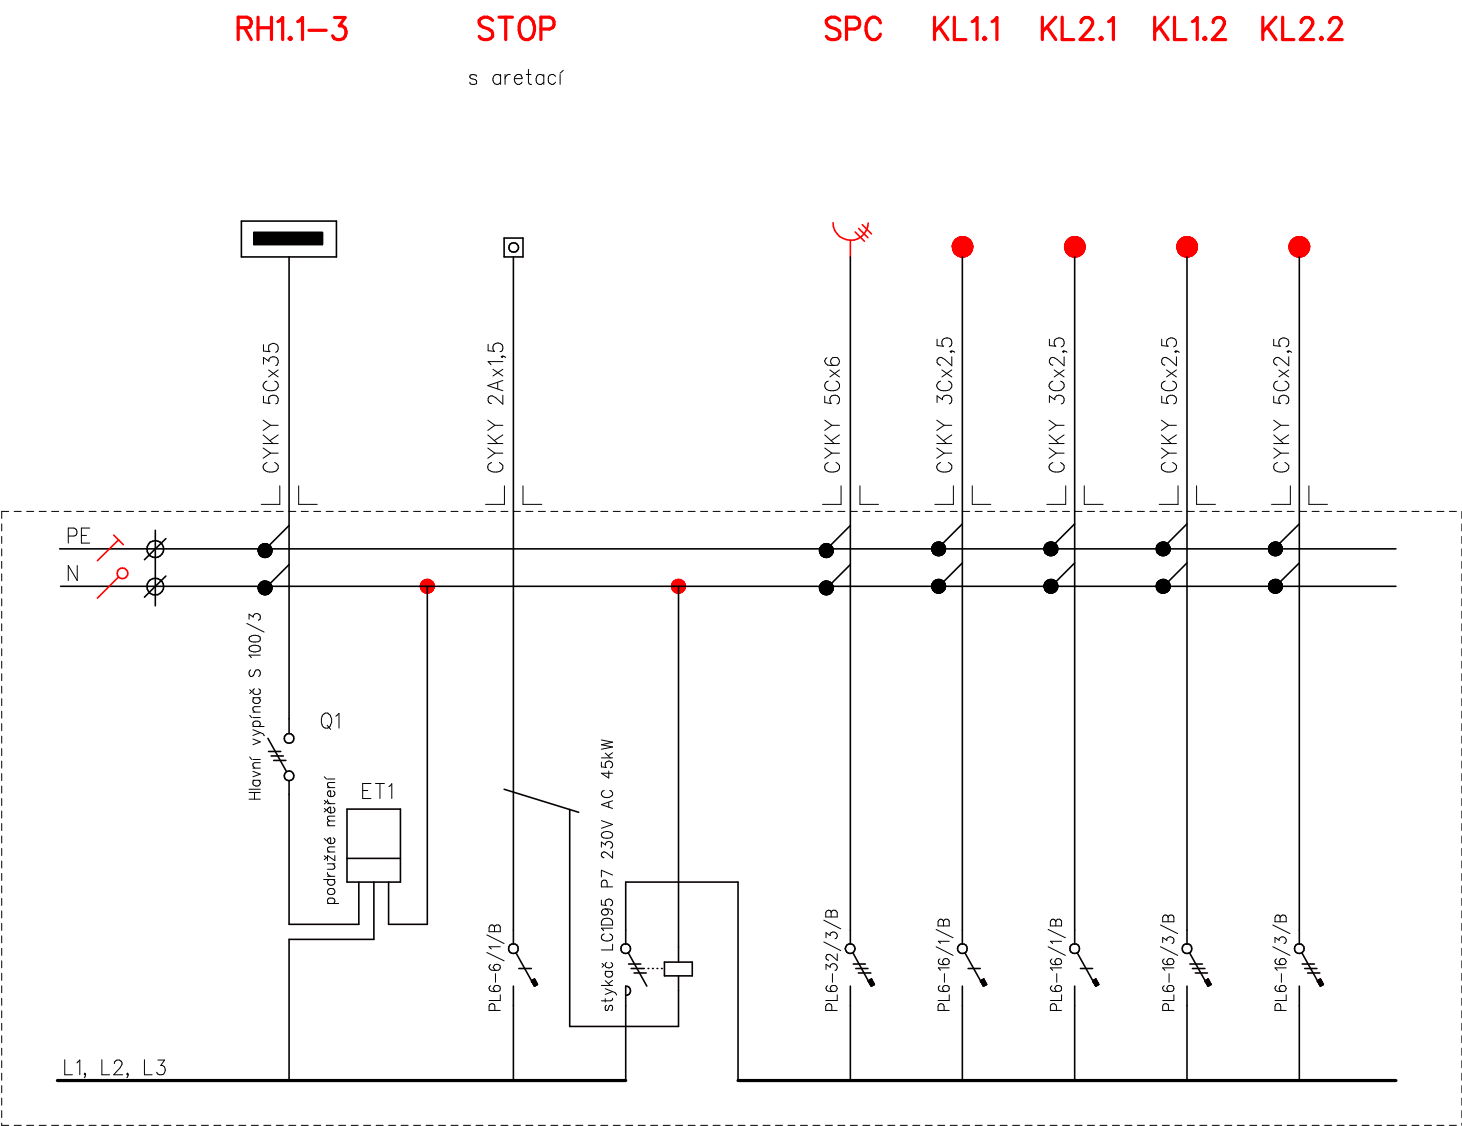 RH1.1-3 STOP SPC KL1.1 KL2.1 KL1.2 KL2.2
s aretací
CYKY 5Cx35
CYKY 2Ax1,5
CYKY 5Cx6
CYKY 3Cx2,5
CYKY 3Cx2,5
CYKY 5Cx2,5
CYKY 5Cx2,5
PE
N
Hlavní vypínač S 100/3
Q1
podružné měření
ET1
PL6-6/1/B
stykač LC1D95 P7 230V AC 45kW
PL6-32/3/B
PL6-16/1/B
PL6-16/1/B
PL6-16/3/B
PL6-16/3/B
L1, L2, L3